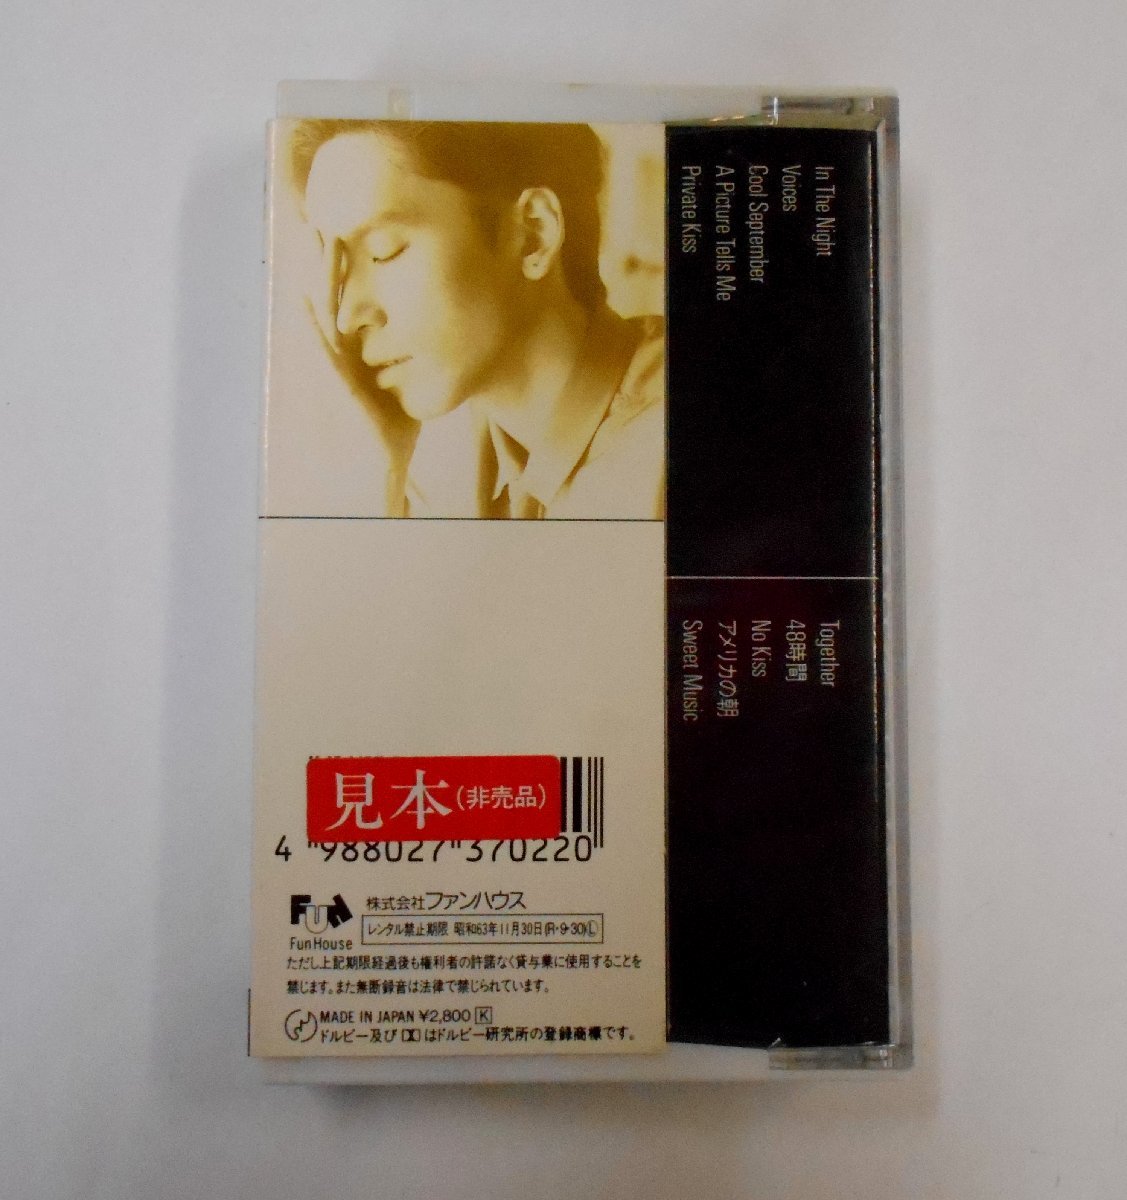 In The Night
Voices
Cool September
A Picture Tells Me
Private Kiss
Together
48時間
No Kiss
アメリカの朝
Sweet Music
見本(非売品)
4 988027 370220
Fun
FunHouse
株式会社ファンハウス
レンタル禁止期限 昭和63年11月30日(R・9・30)Ⓛ
ただし上記期限経過後も権利者の許諾なく貸与業に使用することを
禁じます。また無断録音は法律で禁じられています。
MADE IN JAPAN ¥2,800 K
ドルビー及びはドルビー研究所の登録商標です。